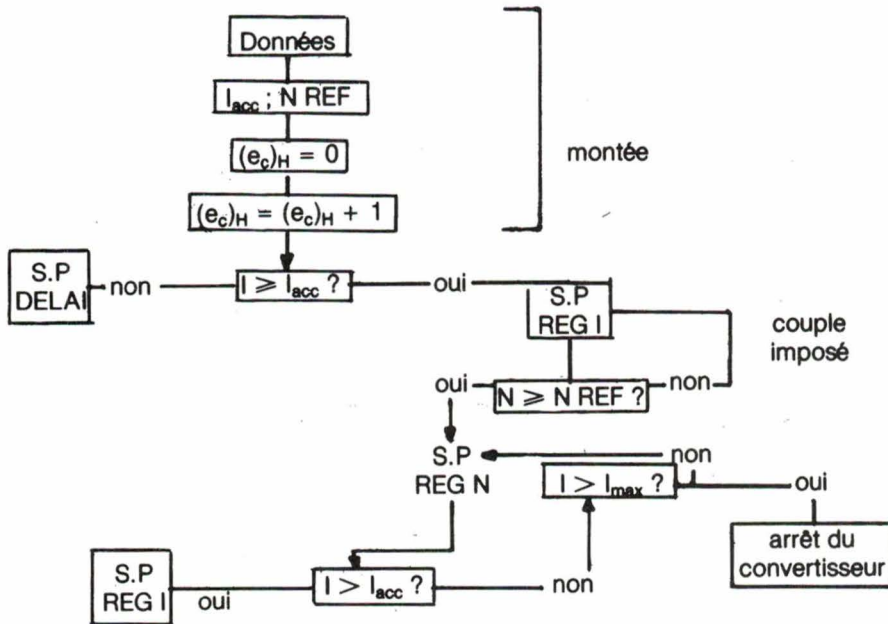 Données
I_acc ; N REF
(e_c)_H = 0
montée
(e_c)_H = (e_c)_H + 1
S.P
DELAI
non
I ⩾ I_acc ?
oui
S.P
REG I
couple
imposé
oui
N ⩾ N REF ?
non
S.P
REG N
non
I > I_max ?
oui
arrêt du
convertisseur
S.P
REG I
oui
I > I_acc ?
non